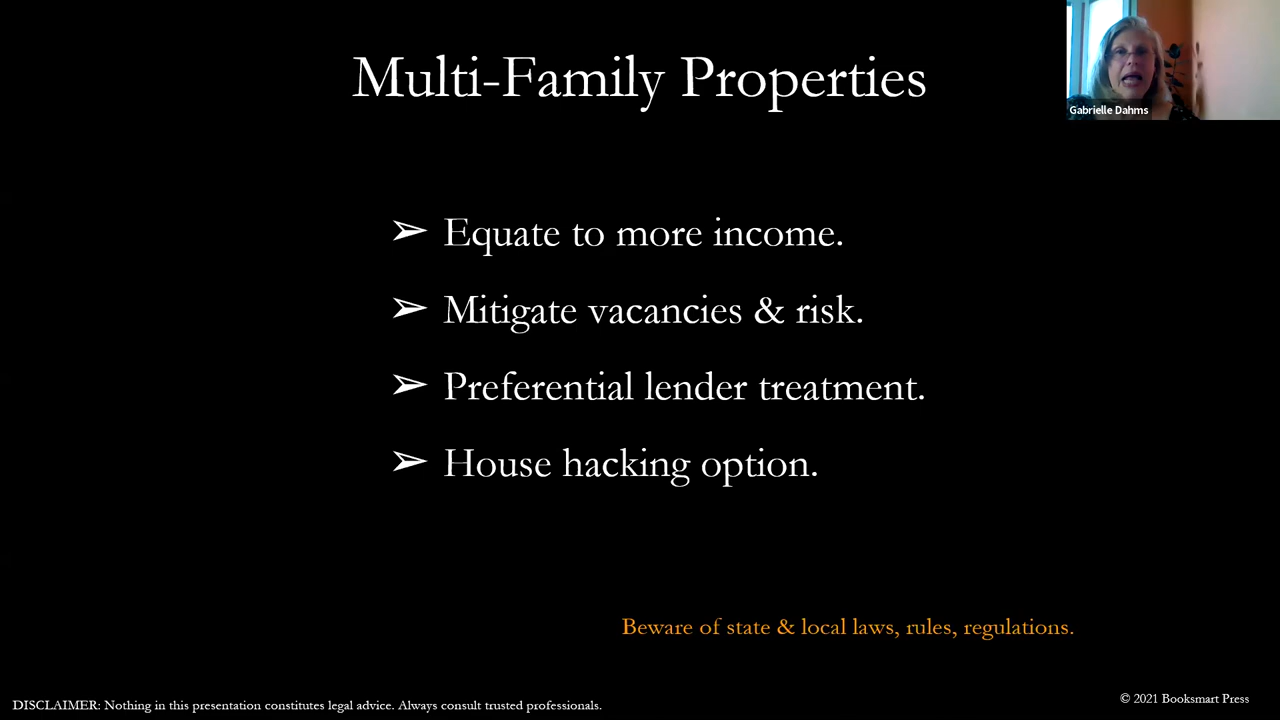 Multi-Family Properties
Gabrielle Dahms
➢ Equate to more income.
➢ Mitigate vacancies & risk.
➢ Preferential lender treatment.
➢ House hacking option.
Beware of state & local laws, rules, regulations.
DISCLAIMER: Nothing in this presentation constitutes legal advice. Always consult trusted professionals.
© 2021 Booksmart Press